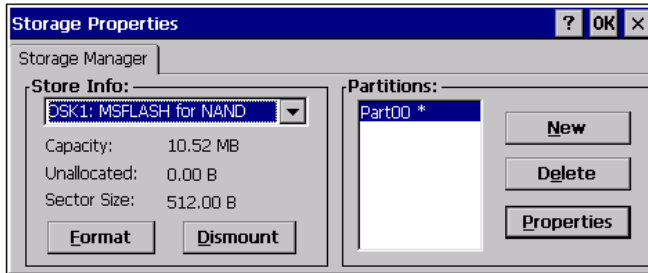 Storage Properties ? OK ×
Storage Manager
Store Info: Partitions:
DSK1: MSFLASH for NAND Part00 *
New
Capacity: 10.52 MB
Unallocated: 0.00 B Delete
Sector Size: 512.00 B
Properties
Format Dismount